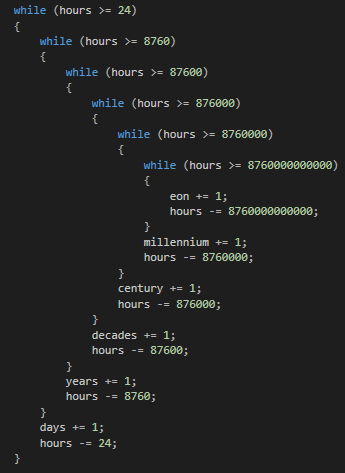 while (hours >= 24)
{
    while (hours >= 8760)
    {
        while (hours >= 87600)
        {
            while (hours >= 876000)
            {
                while (hours >= 8760000)
                {
                    while (hours >= 8760000000000)
                    {
                        eon += 1;
                        hours -= 8760000000000;
                    }
                    millennium += 1;
                    hours -= 8760000;
                }
                century += 1;
                hours -= 876000;
            }
            decades += 1;
            hours -= 87600;
        }
        years += 1;
        hours -= 8760;
    }
    days += 1;
    hours -= 24;
}